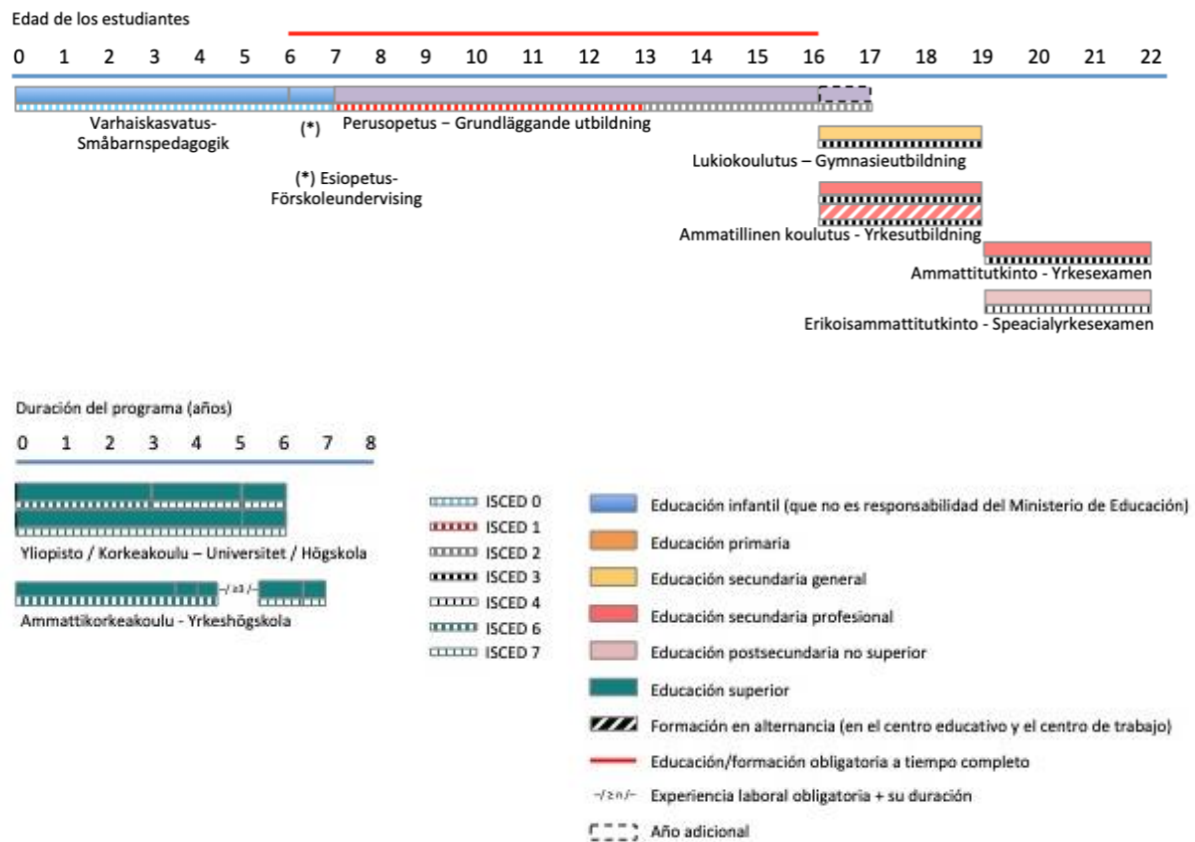 Edad de los estudiantes
0 1 2 3 4 5 6 7 8 9 10 11 12 13 14 15 16 17 18 19 20 21 22
Varhaiskasvatus-
Småbarnspedagogik
(*)
Perusopetus – Grundläggande utbildning
(*) Esiopetus-
Förskoleundervising
Lukiokoulutus – Gymnasieutbildning
Ammatillinen koulutus - Yrkesutbildning
Ammattitutkinto - Yrkesexamen
Erikoisammattitutkinto - Speacialyrkesexamen
Duración del programa (años)
0 1 2 3 4 5 6 7 8
Yliopisto / Korkeakoulu – Universitet / Högskola
-/ ≥3 /-
Ammattikorkeakoulu - Yrkeshögskola
ISCED 0
ISCED 1
ISCED 2
ISCED 3
ISCED 4
ISCED 6
ISCED 7
Educación infantil (que no es responsabilidad del Ministerio de Educación)
Educación primaria
Educación secundaria general
Educación secundaria profesional
Educación postsecundaria no superior
Educación superior
Formación en alternancia (en el centro educativo y el centro de trabajo)
Educación/formación obligatoria a tiempo completo
-/ ≥ n /- Experiencia laboral obligatoria + su duración
Año adicional